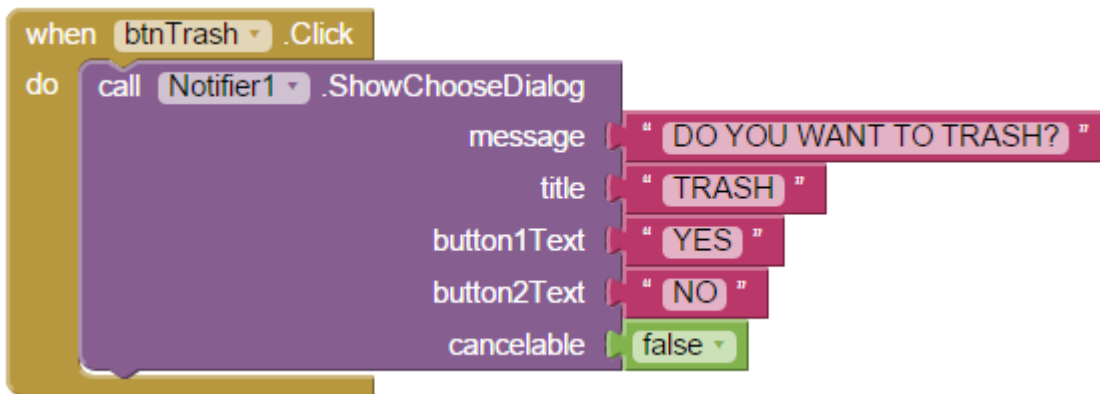 when btnTrash .Click
do call Notifier1 .ShowChooseDialog
message " DO YOU WANT TO TRASH? "
title " TRASH "
button1Text " YES "
button2Text " NO "
cancelable false